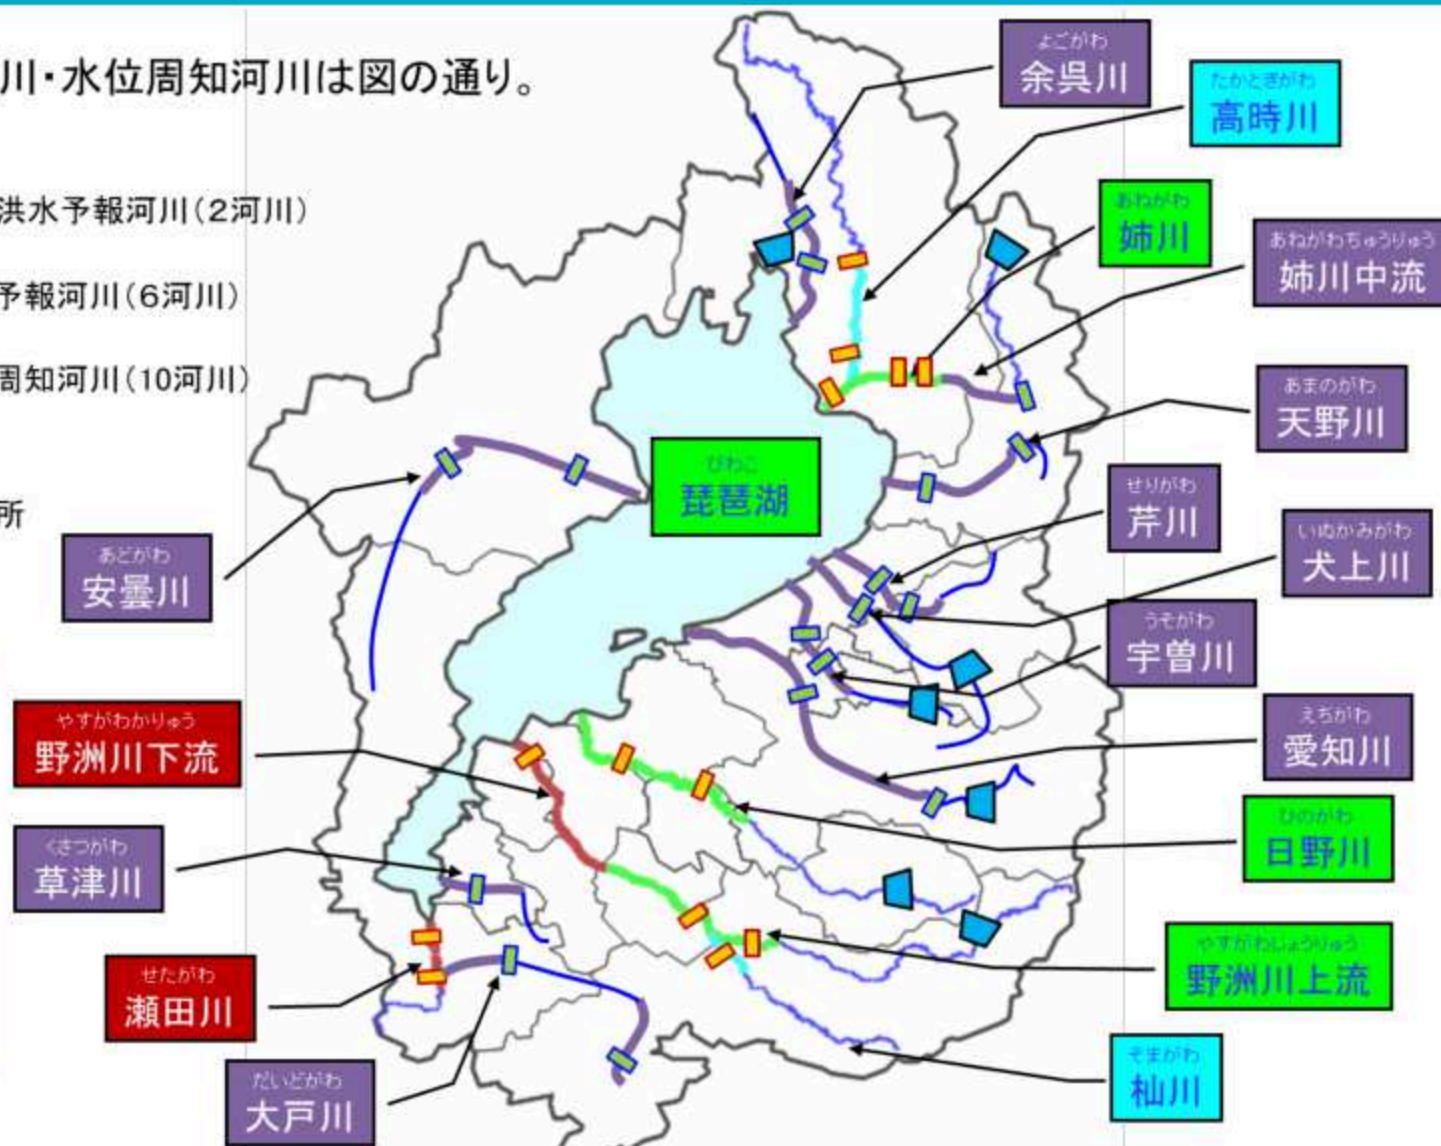 川・水位周知河川は図の通り。
洪水予報河川(2河川)
予報河川(6河川)
周知河川(10河川)
所
よごがわ
余呉川
たかときがわ
高時川
あねがわ
姉川
あねがわちゅうりゅう
姉川中流
あまのがわ
天野川
びわこ
琵琶湖
せりがわ
芹川
いぬかみがわ
犬上川
あどがわ
安曇川
うそがわ
宇曽川
えちがわ
愛知川
やすがわかりゅう
野洲川下流
ひのがわ
日野川
くさつがわ
草津川
やすがわじょうりゅう
野洲川上流
せたがわ
瀬田川
そまがわ
杣川
だいどがわ
大戸川